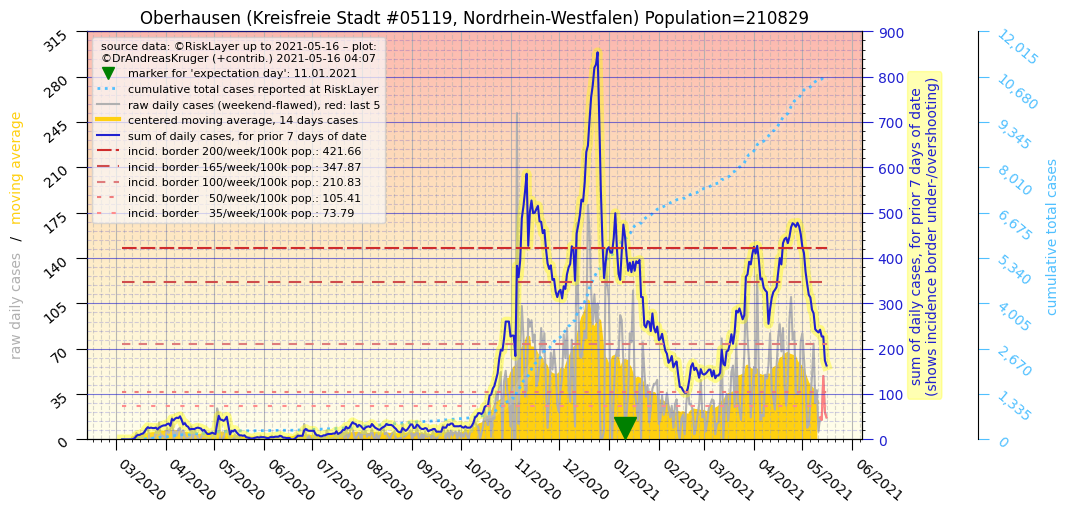 Oberhausen (Kreisfreie Stadt #05119, Nordrhein-Westfalen) Population=210829
source data: ©RiskLayer up to 2021-05-16 – plot:
©DrAndreasKruger (+contrib.) 2021-05-16 04:07
marker for 'expectation day': 11.01.2021
cumulative total cases reported at RiskLayer
raw daily cases (weekend-flawed), red: last 5
centered moving average, 14 days cases
sum of daily cases, for prior 7 days of date
incid. border 200/week/100k pop.: 421.66
incid. border 165/week/100k pop.: 347.87
incid. border 100/week/100k pop.: 210.83
incid. border   50/week/100k pop.: 105.41
incid. border   35/week/100k pop.: 73.79
raw daily cases / moving average
315
280
245
210
175
140
105
70
35
0
03/2020
04/2020
05/2020
06/2020
07/2020
08/2020
09/2020
10/2020
11/2020
12/2020
01/2021
02/2021
03/2021
04/2021
05/2021
06/2021
900
800
700
600
500
400
300
200
100
0
sum of daily cases, for prior 7 days of date
(shows incidence border under-/overshooting)
12,015
10,680
9,345
8,010
6,675
5,340
4,005
2,670
1,335
0
cumulative total cases